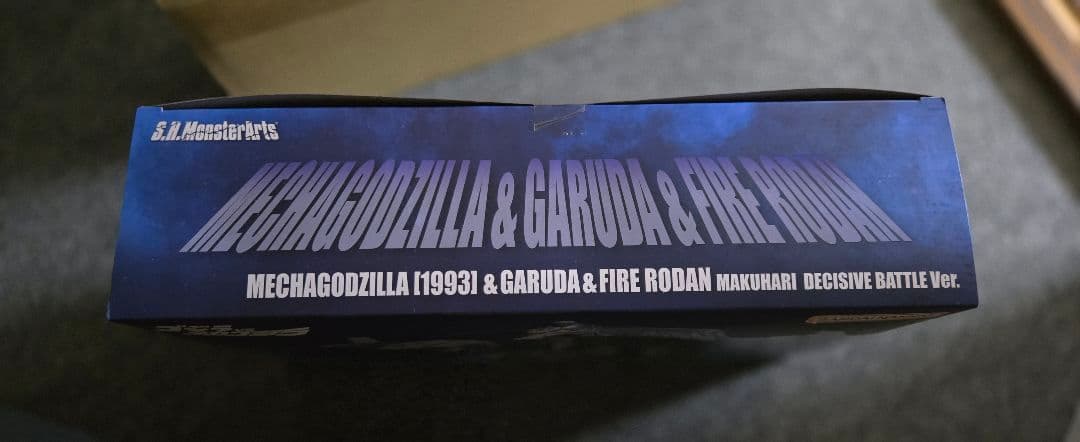 S.H.MonsterArts
MECHAGODZILLA & GARUDA & FIRE RODAN
MECHAGODZILLA [1993] & GARUDA & FIRE RODAN MAKUHARI DECISIVE BATTLE Ver.